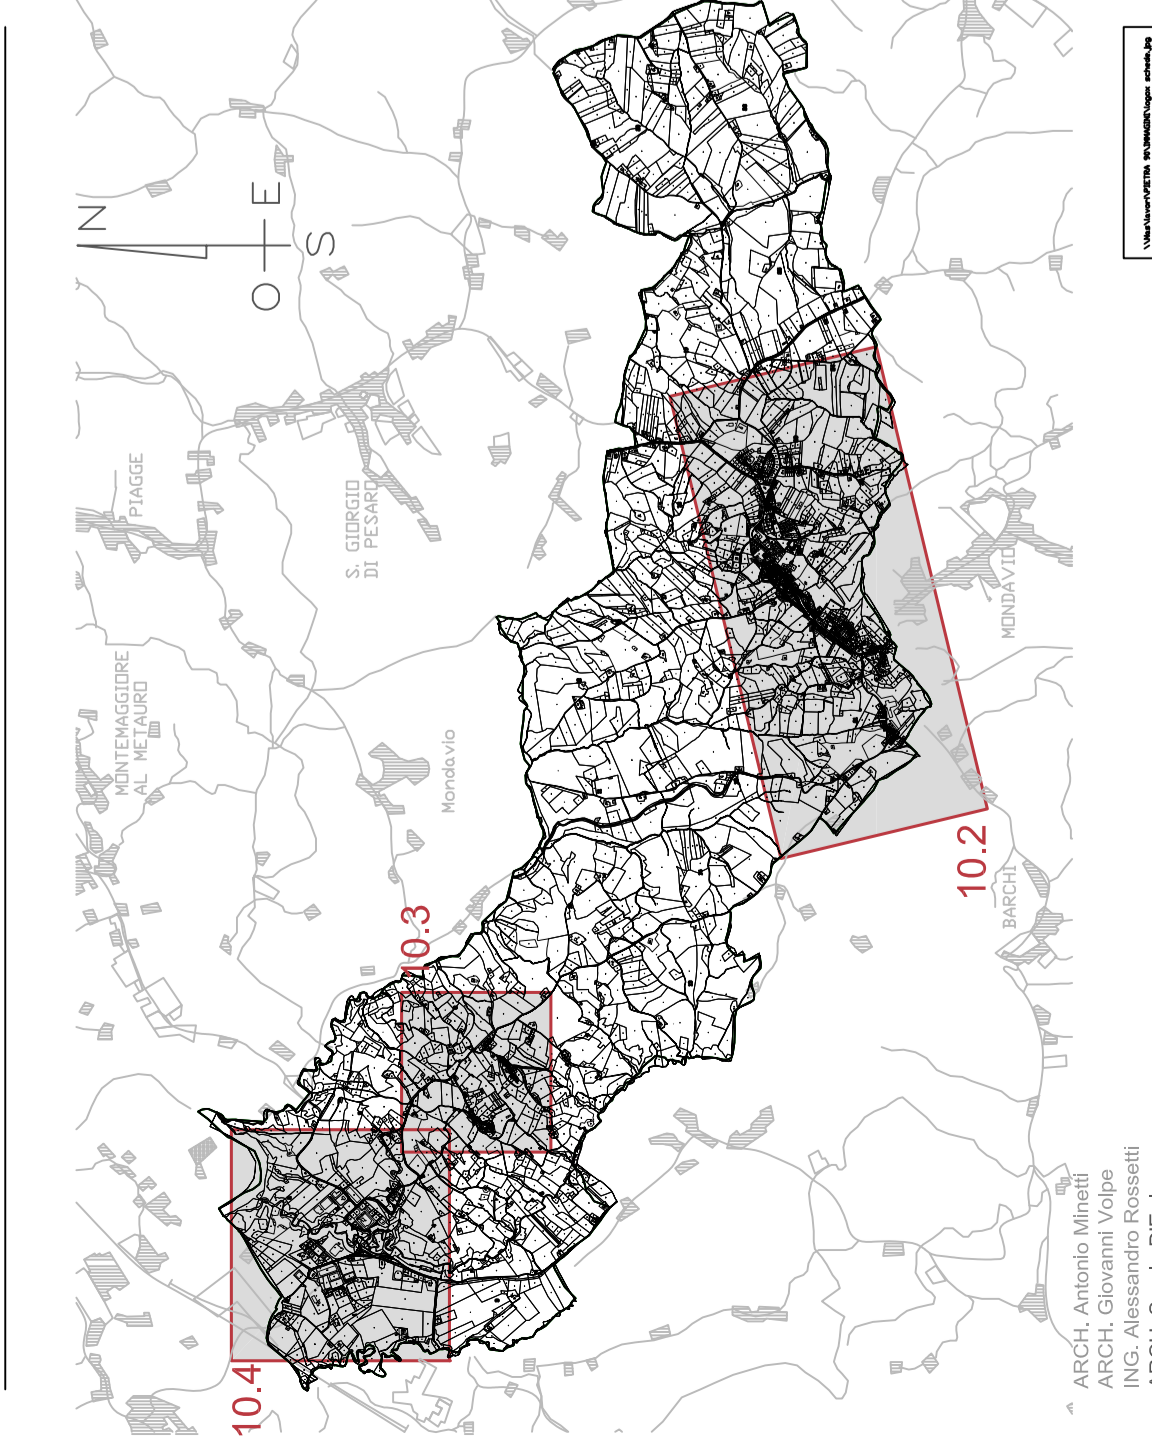 N
O
E
S
PIAGGE
S. GIORGIO
DI PESARO
MONTEMAGGIORE
AL METAURO
Mondavio
MONDAVIO
BARCHI
10.2
10.3
10.4
ARCH. Antonio Minetti
ARCH. Giovanni Volpe
ING. Alessandro Rossetti